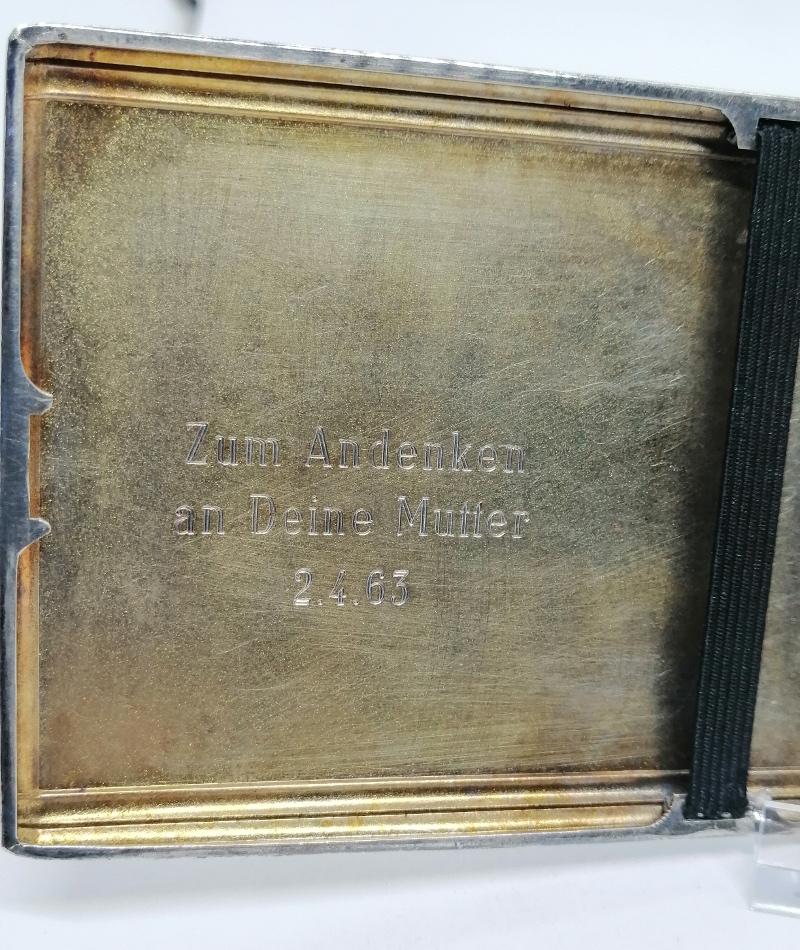 Zum Andenken
an Deine Mutter
2.4.63